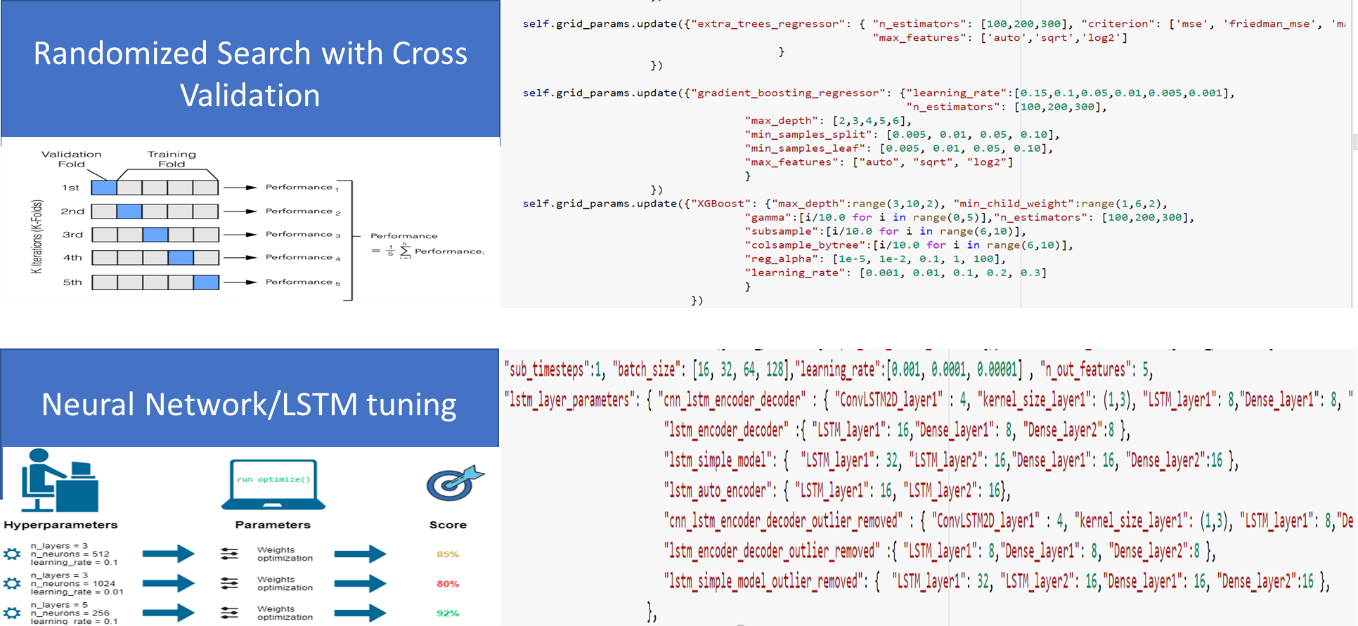 Randomized Search with Cross
Validation
Validation
Fold
Training
Fold
K Iterations (K-Folds)
1st
Performance 1
2nd
Performance 2
3rd
Performance 3
4th
Performance 4
5th
Performance 5
Performance
Performance
self.grid_params.update({"extra_trees_regressor": { "n_estimators": [100,200,300], "criterion": ['mse', 'friedman_mse',
"max_features": ['auto','sqrt','log2']
}
})
self.grid_params.update({"gradient_boosting_regressor": {"learning_rate":[0.15,0.1,0.05,0.01,0.005,0.001],
"n_estimators": [100,200,300],
"max_depth": [2,3,4,5,6],
"min_samples_split": [0.005, 0.01, 0.05, 0.10],
"min_samples_leaf": [0.005, 0.01, 0.05, 0.10],
"max_features": ["auto", "sqrt", "log2"]
}
})
self.grid_params.update({"XGBoost": {"max_depth":range(3,10,2), "min_child_weight":range(1,6,2),
"gamma":[i/10.0 for i in range(0,5)],"n_estimators": [100,200,300],
"subsample":[i/10.0 for i in range(6,10)],
"colsample_bytree":[i/10.0 for i in range(6,10)],
"reg_alpha": [1e-5, 1e-2, 0.1, 1, 100],
"learning_rate": [0.001, 0.01, 0.1, 0.2, 0.3]
}
})
Neural Network/LSTM tuning
run optimize()
Hyperparameters
Parameters
Score
n_layers = 3
n_neurons = 512
learning_rate = 0.1
Weights
optimization
85%
n_layers = 3
n_neurons = 1024
learning_rate = 0.01
Weights
optimization
80%
n_layers = 5
n_neurons = 256
learning_rate = 0.1
Weights
optimization
92%
"sub_timesteps":1, "batch_size": [16, 32, 64, 128],"learning_rate":[0.001, 0.0001, 0.00001] , "n_out_features": 5,
"lstm_layer_parameters": { "cnn_lstm_encoder_decoder" : { "ConvLSTM2D_layer1" : 4, "kernel_size_layer1": (1,3), "LSTM_layer1": 8,"Dense_layer1": 8, "
"lstm_encoder_decoder" :{ "LSTM_layer1": 16,"Dense_layer1": 8, "Dense_layer2":8 },
"lstm_simple_model": { "LSTM_layer1": 32, "LSTM_layer2": 16,"Dense_layer1": 16, "Dense_layer2":16 },
"lstm_auto_encoder": { "LSTM_layer1": 16, "LSTM_layer2": 16},
"cnn_lstm_encoder_decoder_outlier_removed" : { "ConvLSTM2D_layer1" : 4, "kernel_size_layer1": (1,3), "LSTM_layer1": 8,"De
"lstm_encoder_decoder_outlier_removed" :{ "LSTM_layer1": 8,"Dense_layer1": 8, "Dense_layer2":8 },
"lstm_simple_model_outlier_removed": { "LSTM_layer1": 32, "LSTM_layer2": 16,"Dense_layer1": 16, "Dense_layer2":16 },
},